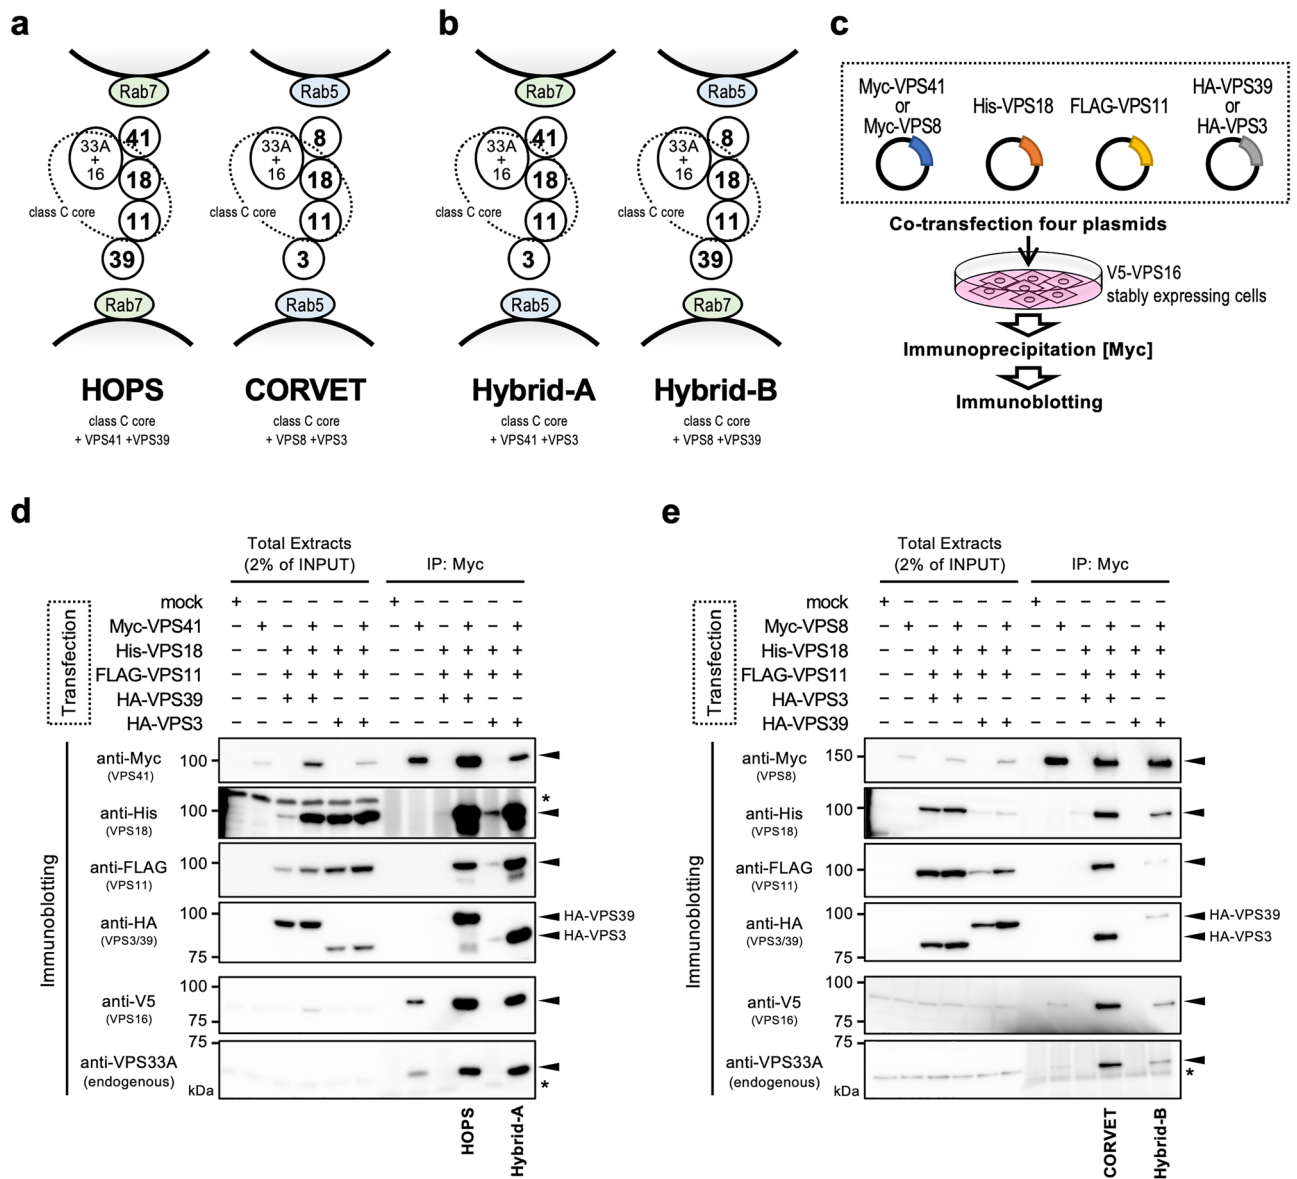 a
Rab7
41
33A
+
16
18
class C core
11
39
Rab7
HOPS
class C core
+ VPS41 +VPS39
Rab5
8
33A
+
16
18
class C core
11
3
Rab5
CORVET
class C core
+ VPS8 +VPS3
b
Rab7
41
33A
+
16
18
class C core
11
3
Rab5
Hybrid-A
class C core
+ VPS41 +VPS3
Rab5
8
33A
+
16
18
class C core
11
39
Rab7
Hybrid-B
class C core
+ VPS8 +VPS39
c
Myc-VPS41
or
Myc-VPS8
His-VPS18
FLAG-VPS11
HA-VPS39
or
HA-VPS3
Co-transfection four plasmids
V5-VPS16
stably expressing cells
Immunoprecipitation [Myc]
Immunoblotting
d
Total Extracts
(2% of INPUT)
IP: Myc
Transfection
mock + – – – – – + – – – – –
Myc-VPS41 – + – + – + – + – + – +
His-VPS18 – – + + + + – – + + + +
FLAG-VPS11 – – + + + + – – + + + +
HA-VPS39 – – + + – – – – + + – –
HA-VPS3 – – – – + + – – – – + +
Immunoblotting
anti-Myc
(VPS41)
100
anti-His
(VPS18)
100
*
anti-FLAG
(VPS11)
100
anti-HA
(VPS3/39)
100
75
HA-VPS39
HA-VPS3
anti-V5
(VPS16)
100
75
anti-VPS33A
(endogenous)
75
kDa
*
HOPS
Hybrid-A
e
Total Extracts
(2% of INPUT)
IP: Myc
Transfection
mock + – – – – – + – – – – –
Myc-VPS8 – + – + – + – + – + – +
His-VPS18 – – + + + + – – + + + +
FLAG-VPS11 – – + + + + – – + + + +
HA-VPS3 – – + + – – – – + + – –
HA-VPS39 – – – – + + – – – – + +
Immunoblotting
anti-Myc
(VPS8)
150
anti-His
(VPS18)
100
anti-FLAG
(VPS11)
100
anti-HA
(VPS3/39)
100
75
HA-VPS39
HA-VPS3
anti-V5
(VPS16)
100
75
anti-VPS33A
(endogenous)
75
kDa
*
CORVET
Hybrid-B